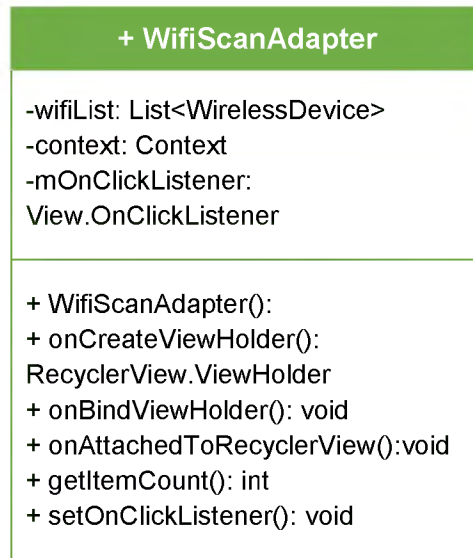 + WifiScanAdapter
-wifiList: List<WirelessDevice>
-context: Context
-mOnClickListener:
View.OnClickListener
+ WifiScanAdapter():
+ onCreateViewHolder():
RecyclerView.ViewHolder
+ onBindViewHolder(): void
+ onAttachedToRecyclerView():void
+ getItemCount(): int
+ setOnClickListener(): void